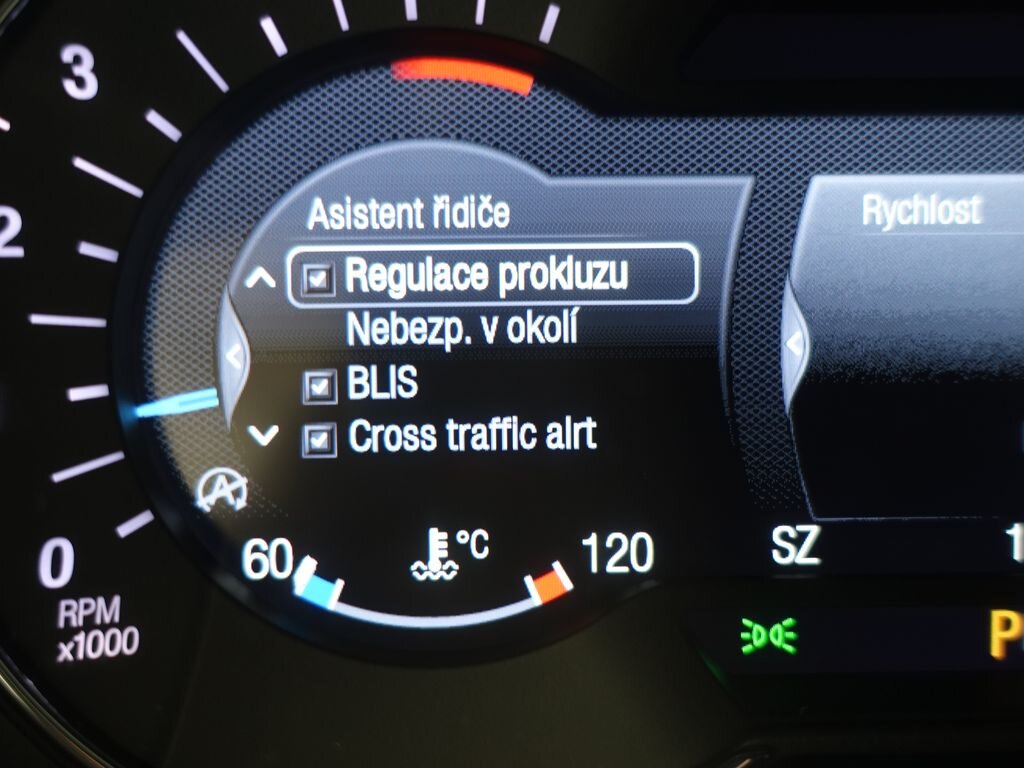 3
2
0
RPM
x1000
Asistent řidiče
Regulace prokluzu
Nebezp. v okolí
BLIS
Cross traffic alrt
A
60
°C
120
Rychlost
SZ
1
P